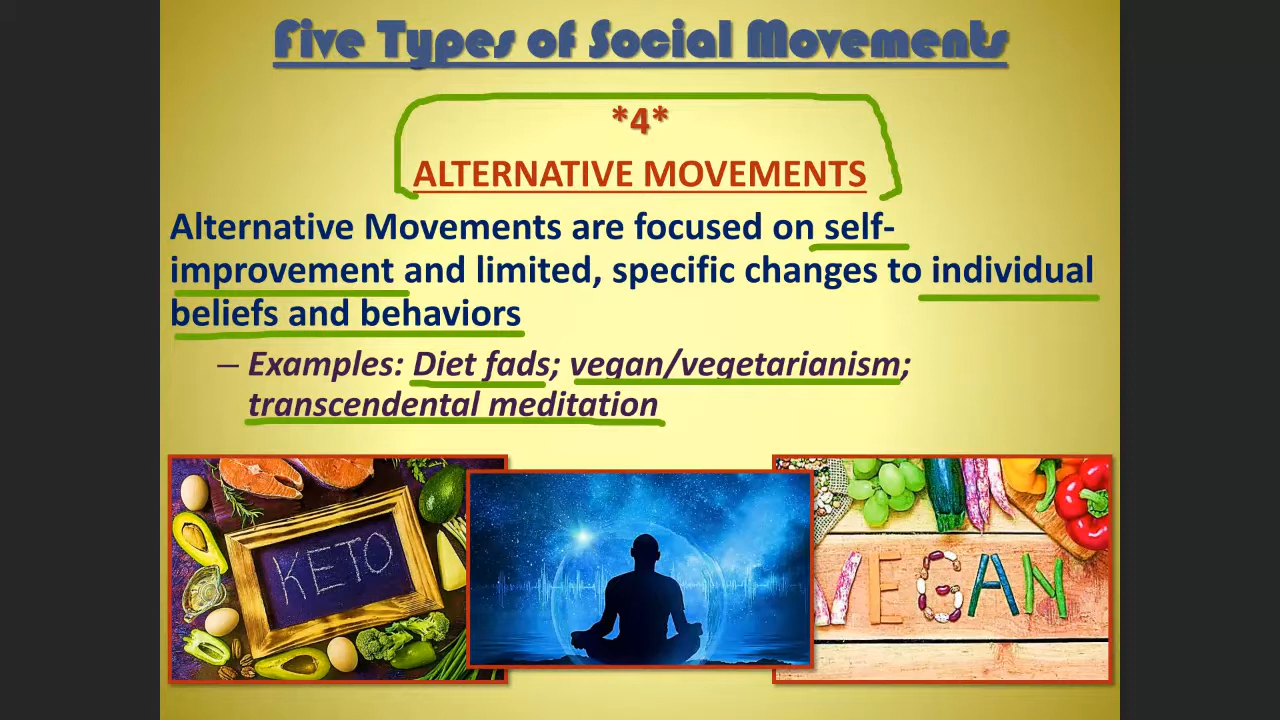 Five Types of Social Movements
*4*
ALTERNATIVE MOVEMENTS
Alternative Movements are focused on self-
improvement and limited, specific changes to individual
beliefs and behaviors
– Examples: Diet fads; vegan/vegetarianism;
transcendental meditation
KETO
VEGAN